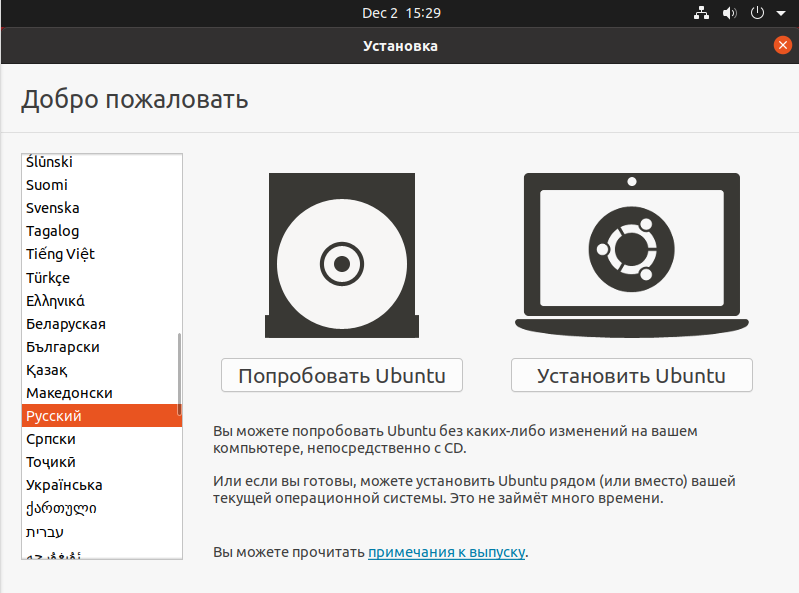 Dec 2 15:29
Установка
Добро пожаловать
Ślůnski
Suomi
Svenska
Tagalog
Tiếng Việt
Türkçe
Ελληνικά
Беларуская
Български
Қазақ
Македонски
Русский
Српски
Тоҷикӣ
Українська
ქართული
עברית
Попробовать Ubuntu
Установить Ubuntu
Вы можете попробовать Ubuntu без каких-либо изменений на вашем
компьютере, непосредственно с CD.
Или если вы готовы, можете установить Ubuntu рядом (или вместо) вашей
текущей операционной системы. Это не займёт много времени.
Вы можете прочитать примечания к выпуску.